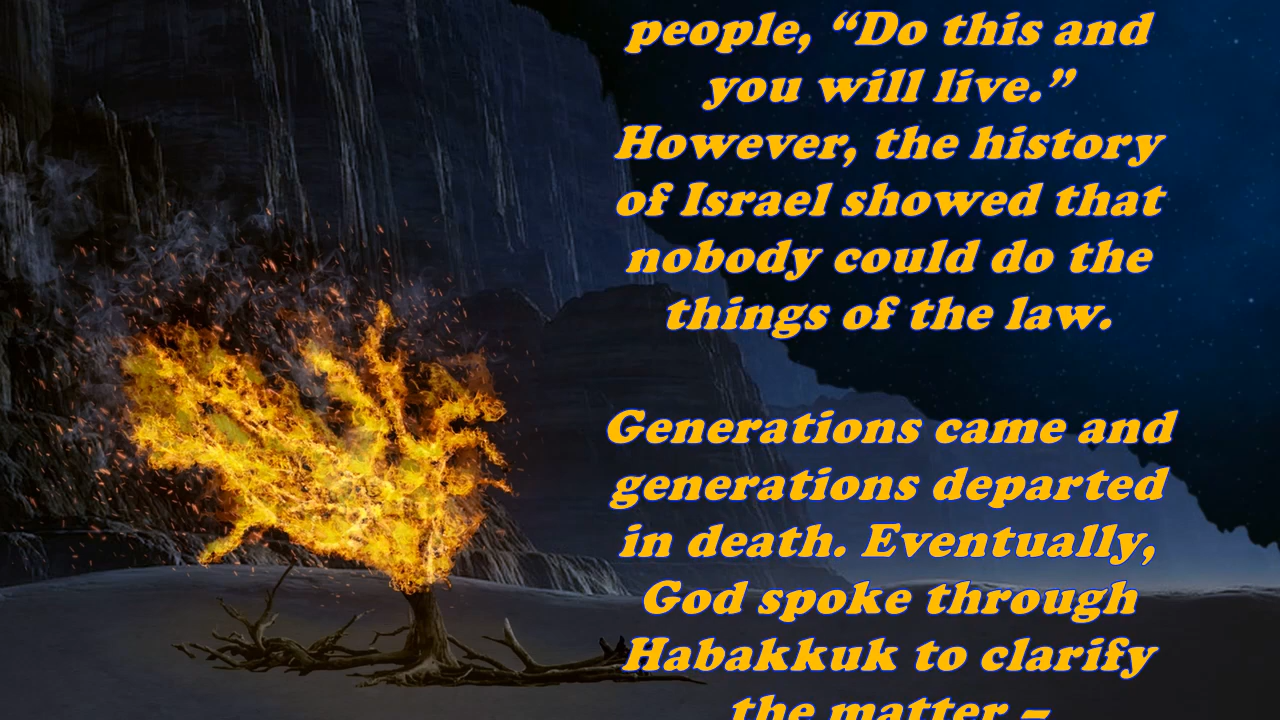 people, “Do this and
you will live.”
However, the history
of Israel showed that
nobody could do the
things of the law.
Generations came and
generations departed
in death. Eventually,
God spoke through
Habakkuk to clarify
the matter –